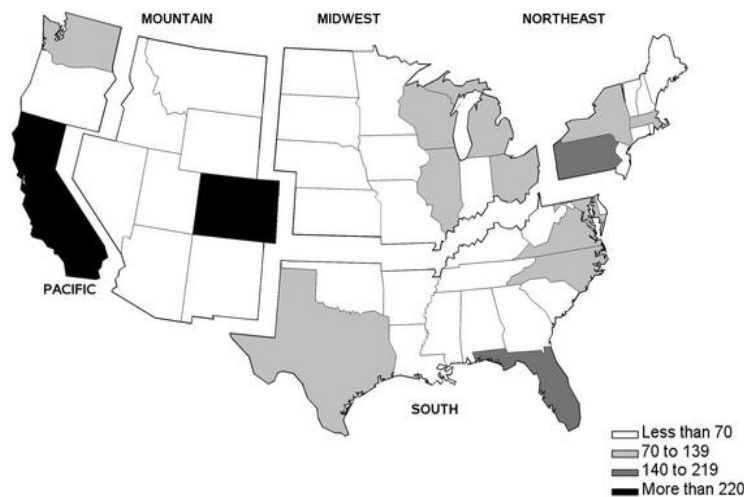 MOUNTAIN
MIDWEST
NORTHEAST
PACIFIC
SOUTH
Less than 70
70 to 139
140 to 219
More than 220